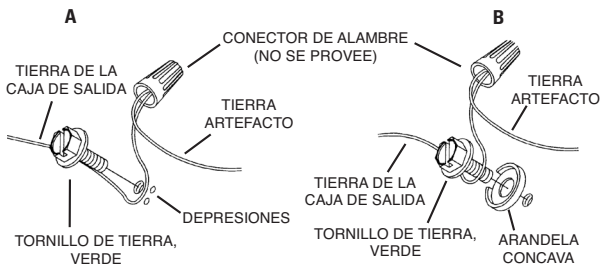 A
B
CONECTOR DE ALAMBRE
(NO SE PROVEE)
TIERRA DE LA
CAJA DE SALIDA
TIERRA
ARTEFACTO
TIERRA
ARTEFACTO
DEPRESIONES
TORNILLO DE TIERRA,
VERDE
TIERRA DE LA
CAJA DE SALIDA
TORNILLO DE TIERRA,
VERDE
ARANDELA
CONCAVA